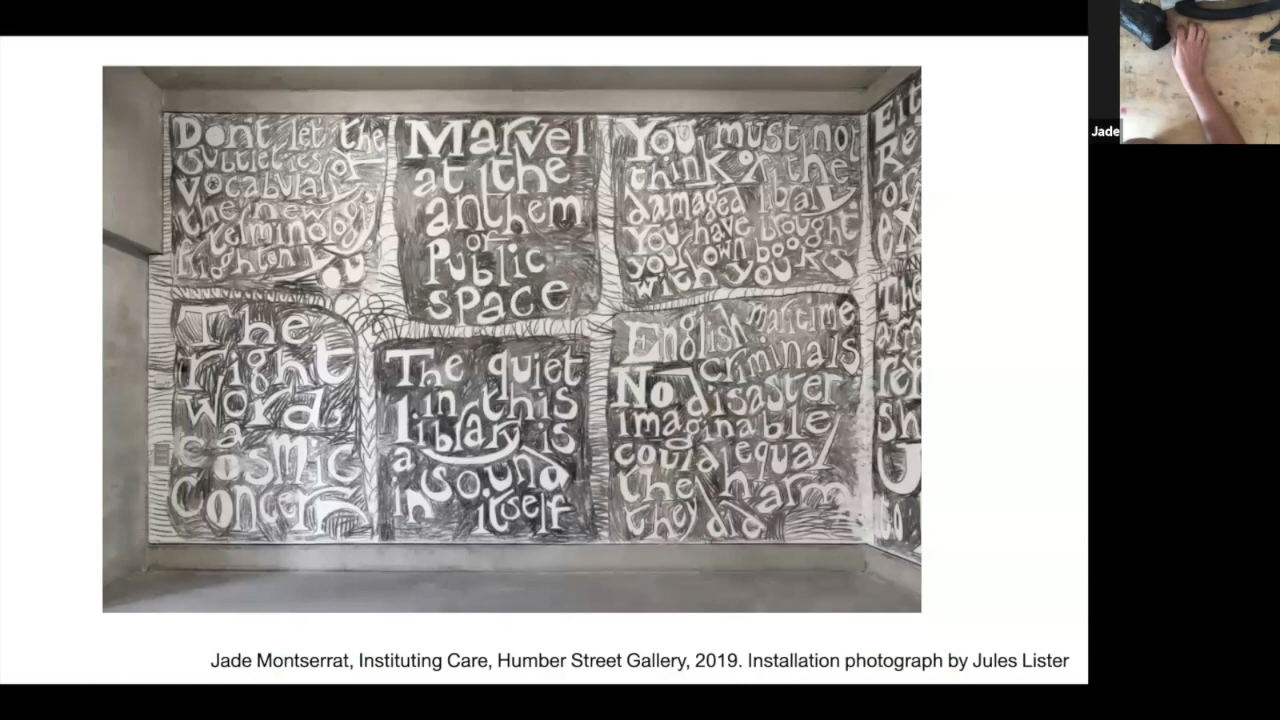 Don't let the
subtleties of
vocabulary,
the new
terminology
frighten
you
Marvel
at the
anthem
of
Public
space
You must not
think of the
damaged library
You have brought
your own books
with you
The
right
word,
a
cosmic
concern
The quiet
in this
library is
a sound
in itself
English maritime
criminals
No disaster
imaginable
could equal
the harm
they did
Jade
Jade Montserrat, Instituting Care, Humber Street Gallery, 2019. Installation photograph by Jules Lister